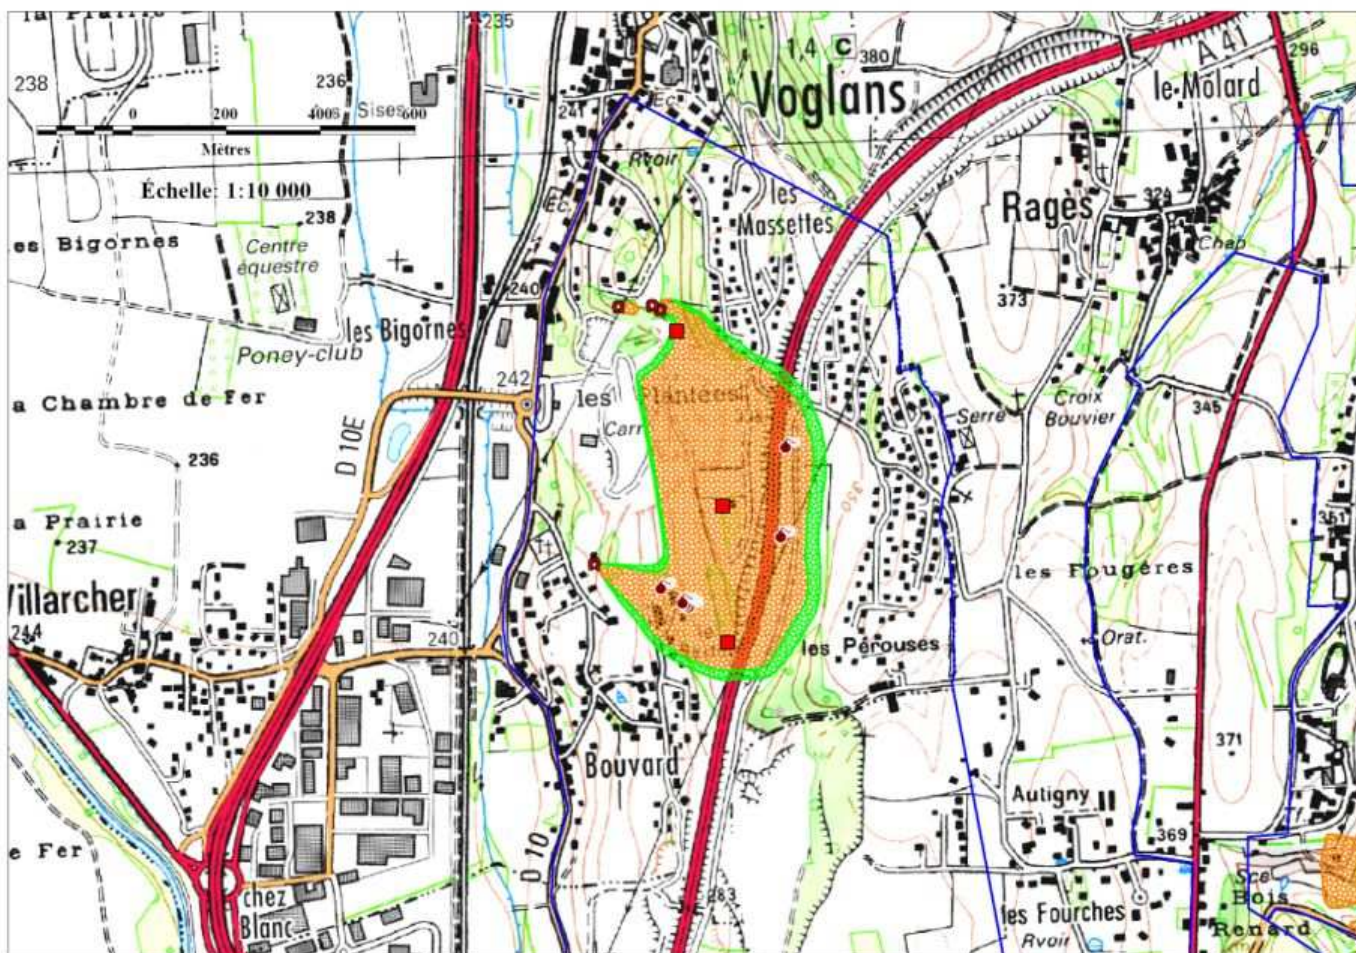 la Prairie
235
1,4 C
380
A 41
296
238
236
Voglans
le Molard
Sises
241
Ec.
0 200 400 600
Mètres
Rvoir
les
Massettes
Échelle: 1:10 000
238
EC.
Rages
324
Chap
es Bigornes
Centre
équestre
240
373
les Bigornes
Poney-club
242
les Plantées
a Chambre de Fer
Carr
Serre
Croix
Bouvier
345
D 10E
236
350
a Prairie
237
351
les Fougères
Villarcher
244
240
Orat.
les Pérouses
371
Bouvard
Autigny
369
D 10
e Fer
283
chez
Blanc
les Fourches
Rvoir
Sce
Bois
Renard